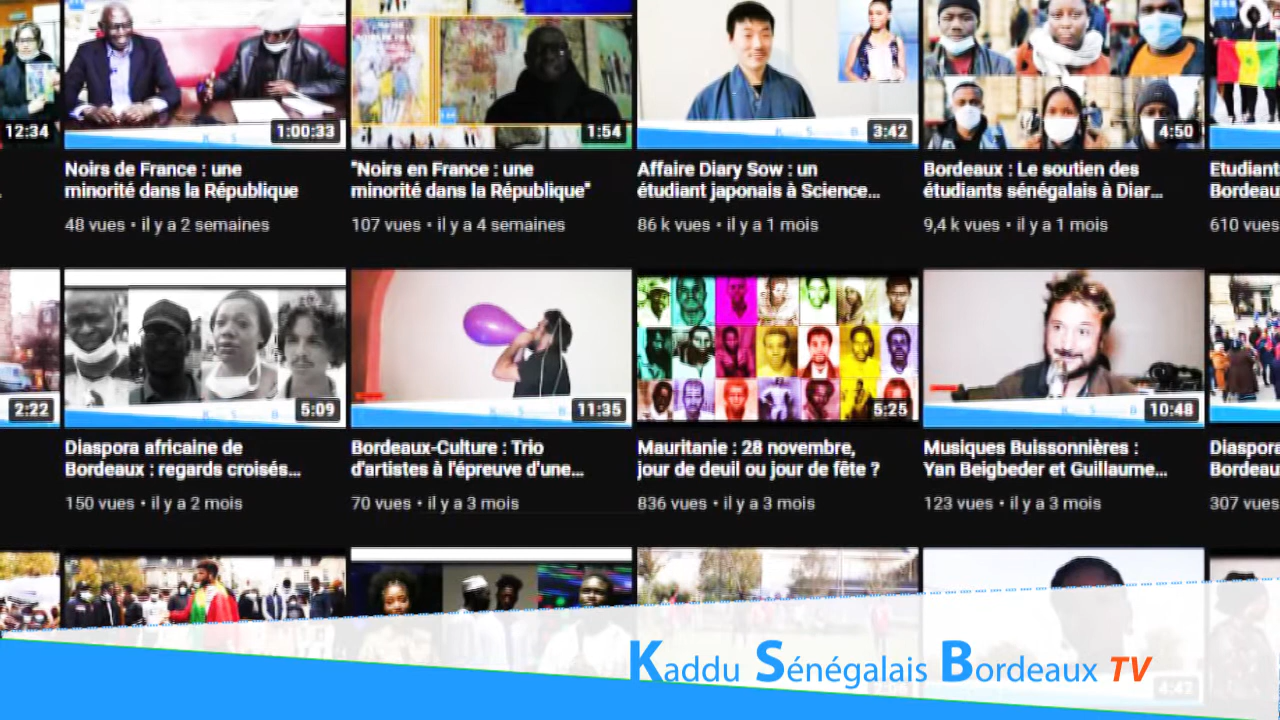 12:34
1:00:33
1:54
3:42
4:50
Noirs de France : une
minorité dans la République
48 vues • il y a 2 semaines
"Noirs en France : une
minorité dans la République"
107 vues • il y a 4 semaines
Affaire Diary Sow : un
étudiant japonais à Science...
86 k vues • il y a 1 mois
Bordeaux : Le soutien des
étudiants sénégalais à Diar...
9,4 k vues • il y a 1 mois
Etudiant
Bordeau
610 vues
2:22
K S B
5:09
K S B
11:35
5:25
10:48
Diaspora africaine de
Bordeaux : regards croisés...
150 vues • il y a 2 mois
Bordeaux-Culture : Trio
d'artistes à l'épreuve d'une...
70 vues • il y a 3 mois
Mauritanie : 28 novembre,
jour de deuil ou jour de fête ?
836 vues • il y a 3 mois
Musiques Buissonnières :
Yan Beigbeder et Guillaume...
123 vues • il y a 3 mois
Diaspora
Bordeau
307 vues
Kaddu Sénégalais Bordeaux TV
4:42